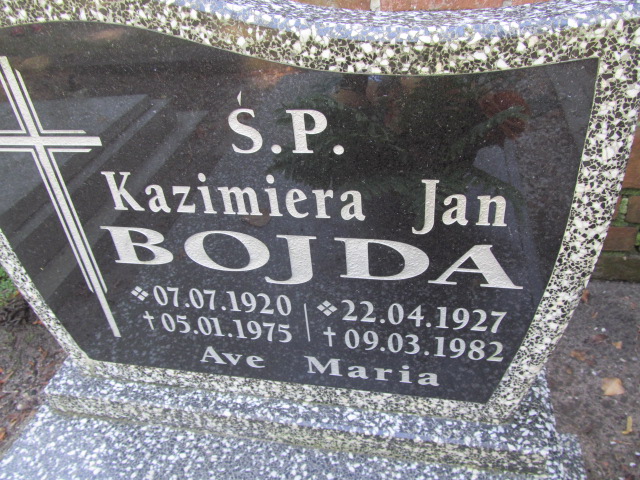 Ś.P.
Kazimiera Jan
BOJDA
❖07.07.1920 ❖22.04.1927
†05.01.1975 †09.03.1982
Ave Maria